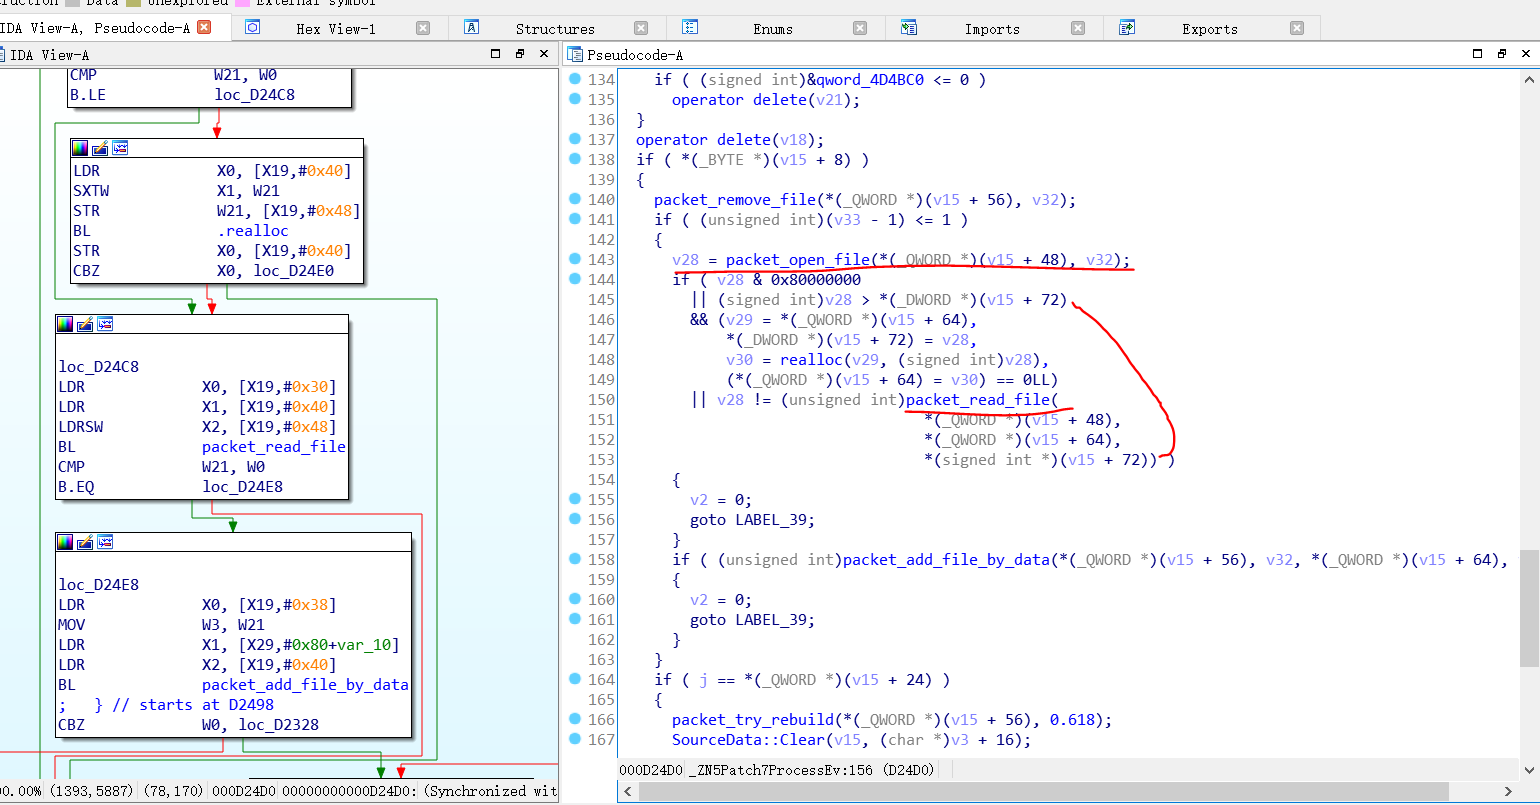 ruction Data Unexplored External symbol
IDA View-A, Pseudocode-A Hex View-1 Structures Enums Imports Exports
IDA View-A
CMP W21, W0
B.LE loc_D24C8
LDR X0, [X19,#0x40]
SXTW X1, W21
STR W21, [X19,#0x48]
BL .realloc
STR X0, [X19,#0x40]
CBZ X0, loc_D24E0
loc_D24C8
LDR X0, [X19,#0x30]
LDR X1, [X19,#0x40]
LDRSW X2, [X19,#0x48]
BL packet_read_file
CMP W21, W0
B.EQ loc_D24E8
loc_D24E8
LDR X0, [X19,#0x38]
MOV W3, W21
LDR X1, [X29,#0x80+var_10]
LDR X2, [X19,#0x40]
BL packet_add_file_by_data
; } // starts at D2498
CBZ W0, loc_D2328
00.00% (1393,5887) (78,170) 000D24D0 00000000000D24D0: (Synchronized wit
Pseudocode-A
134 if ( (signed int)&qword_4D4BC0 <= 0 )
135 operator delete(v21);
136 }
137 operator delete(v18);
138 if ( *(_BYTE *)(v15 + 8) )
139 {
140 packet_remove_file(*(_QWORD *)(v15 + 56), v32);
141 if ( (unsigned int)(v33 - 1) <= 1 )
142 {
143 v28 = packet_open_file(*(_QWORD *)(v15 + 48), v32);
144 if ( v28 & 0x80000000
145 || (signed int)v28 > *(_DWORD *)(v15 + 72)
146 && (v29 = *(_QWORD *)(v15 + 64),
147 *(_DWORD *)(v15 + 72) = v28,
148 v30 = realloc(v29, (signed int)v28),
149 (*(_QWORD *)(v15 + 64) = v30) == 0LL)
150 || v28 != (unsigned int)packet_read_file(
151 *(_QWORD *)(v15 + 48),
152 *(_QWORD *)(v15 + 64),
153 *(signed int *)(v15 + 72)) )
154 {
155 v2 = 0;
156 goto LABEL_39;
157 }
158 if ( (unsigned int)packet_add_file_by_data(*(_QWORD *)(v15 + 56), v32, *(_QWORD *)(v15 + 64),
159 {
160 v2 = 0;
161 goto LABEL_39;
162 }
163 }
164 if ( j == *(_QWORD *)(v15 + 24) )
165 {
166 packet_try_rebuild(*(_QWORD *)(v15 + 56), 0.618);
167 SourceData::Clear(v15, (char *)v3 + 16);
000D24D0 _ZN5Patch7ProcessEv:156 (D24D0)